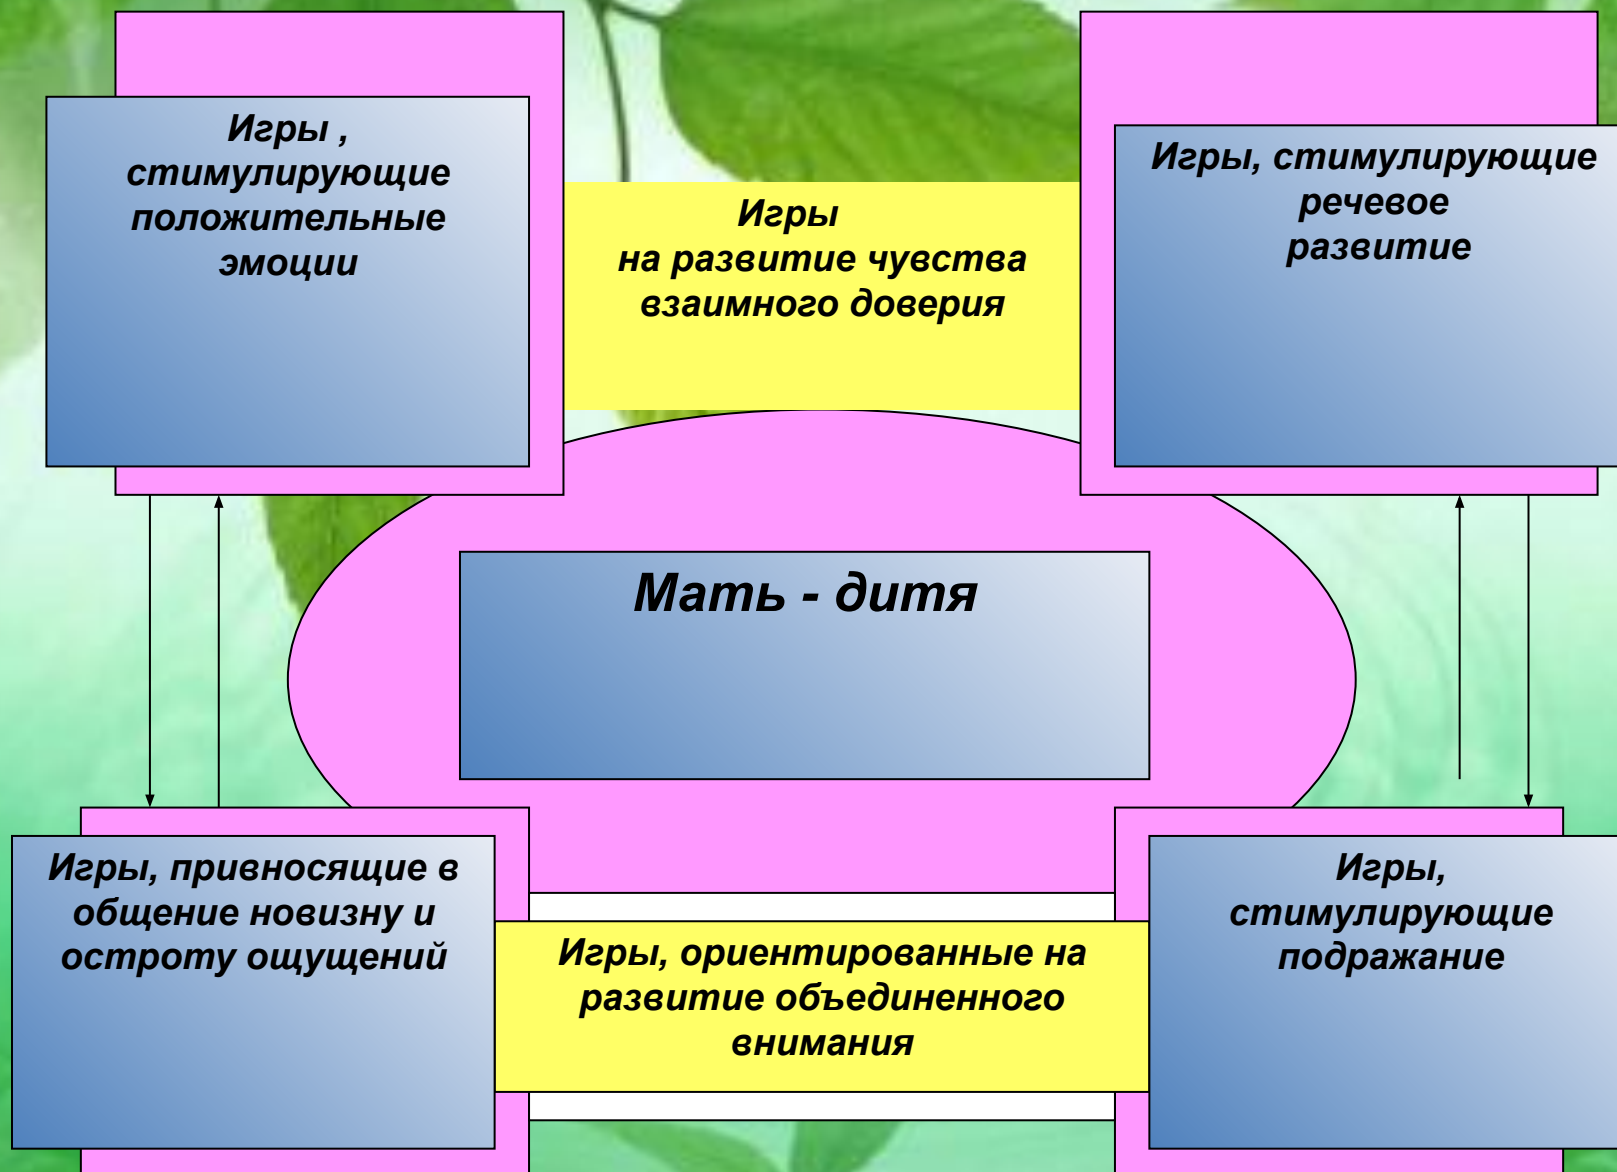 Игры ,
стимулирующие
положительные
эмоции
Игры
на развитие чувства
взаимного доверия
Игры, стимулирующие
речевое
развитие
Мать - дитя
Игры, привносящие в
общение новизну и
остроту ощущений
Игры, ориентированные на
развитие объединенного
внимания
Игры,
стимулирующие
подражание